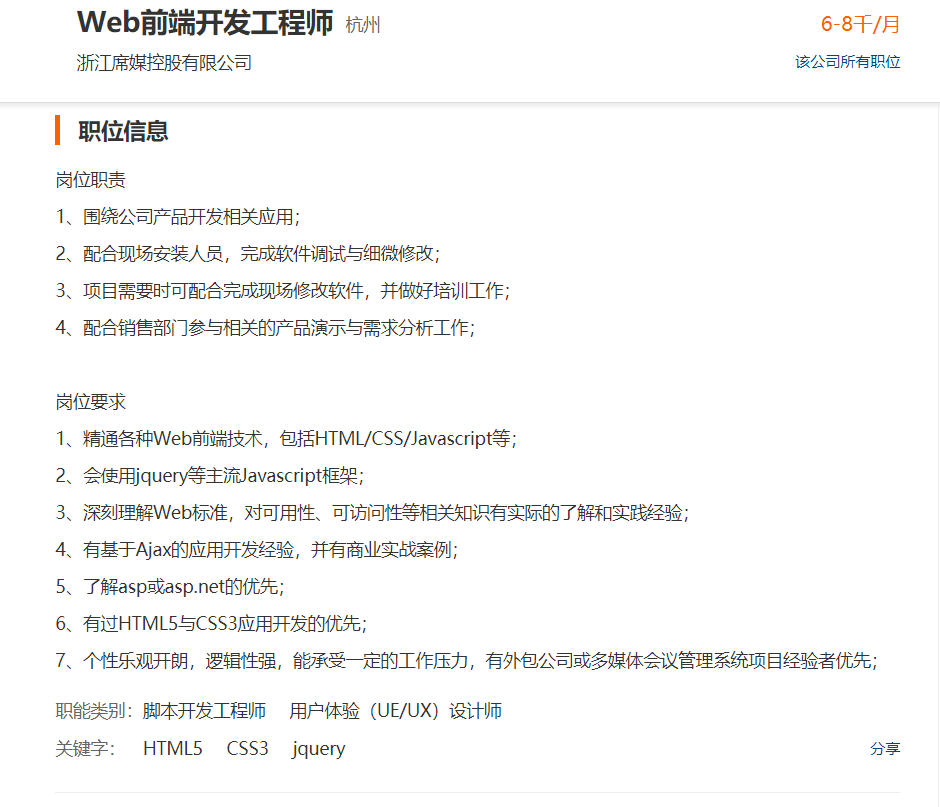 Web前端开发工程师 杭州 6-8千/月
浙江席媒控股有限公司 该公司所有职位
职位信息
岗位职责
1、围绕公司产品开发相关应用；
2、配合现场安装人员，完成软件调试与细微修改；
3、项目需要时可配合完成现场修改软件，并做好培训工作；
4、配合销售部门参与相关的产品演示与需求分析工作；
岗位要求
1、精通各种Web前端技术，包括HTML/CSS/Javascript等；
2、会使用jquery等主流Javascript框架；
3、深刻理解Web标准，对可用性、可访问性等相关知识有实际的了解和实践经验；
4、有基于Ajax的应用开发经验，并有商业实战案例；
5、了解asp或asp.net的优先；
6、有过HTML5与CSS3应用开发的优先；
7、个性乐观开朗，逻辑性强，能承受一定的工作压力，有外包公司或多媒体会议管理系统项目经验者优先；
职能类别：脚本开发工程师 用户体验（UE/UX）设计师
关键字： HTML5 CSS3 jquery 分享